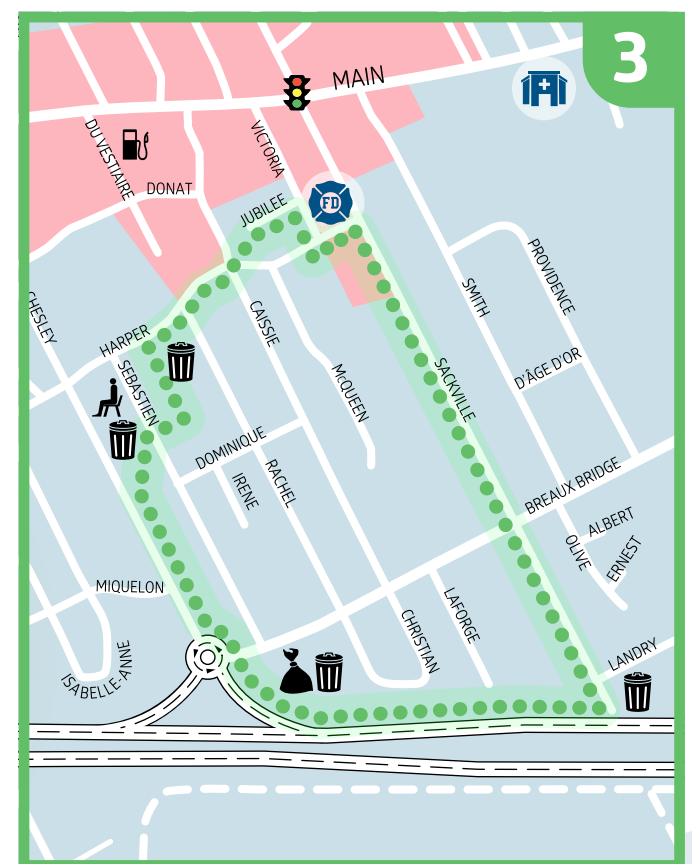 3
MAIN
DU VESTIAIRE
VICTORIA
DONAT
FD
JUBILEE
PROVIDENCE
CHESLEY
SMITH
CAISSIE
HARPER
D'ÂGE D'OR
SEBASTIEN
McQUEEN
SACKVILLE
DOMINIQUE
IRENE
RACHEL
BREAUX BRIDGE
ALBERT
OLIVE
ERNEST
MIQUELON
LAFORGE
CHRISTIAN
ISABELLE-ANNE
LANDRY